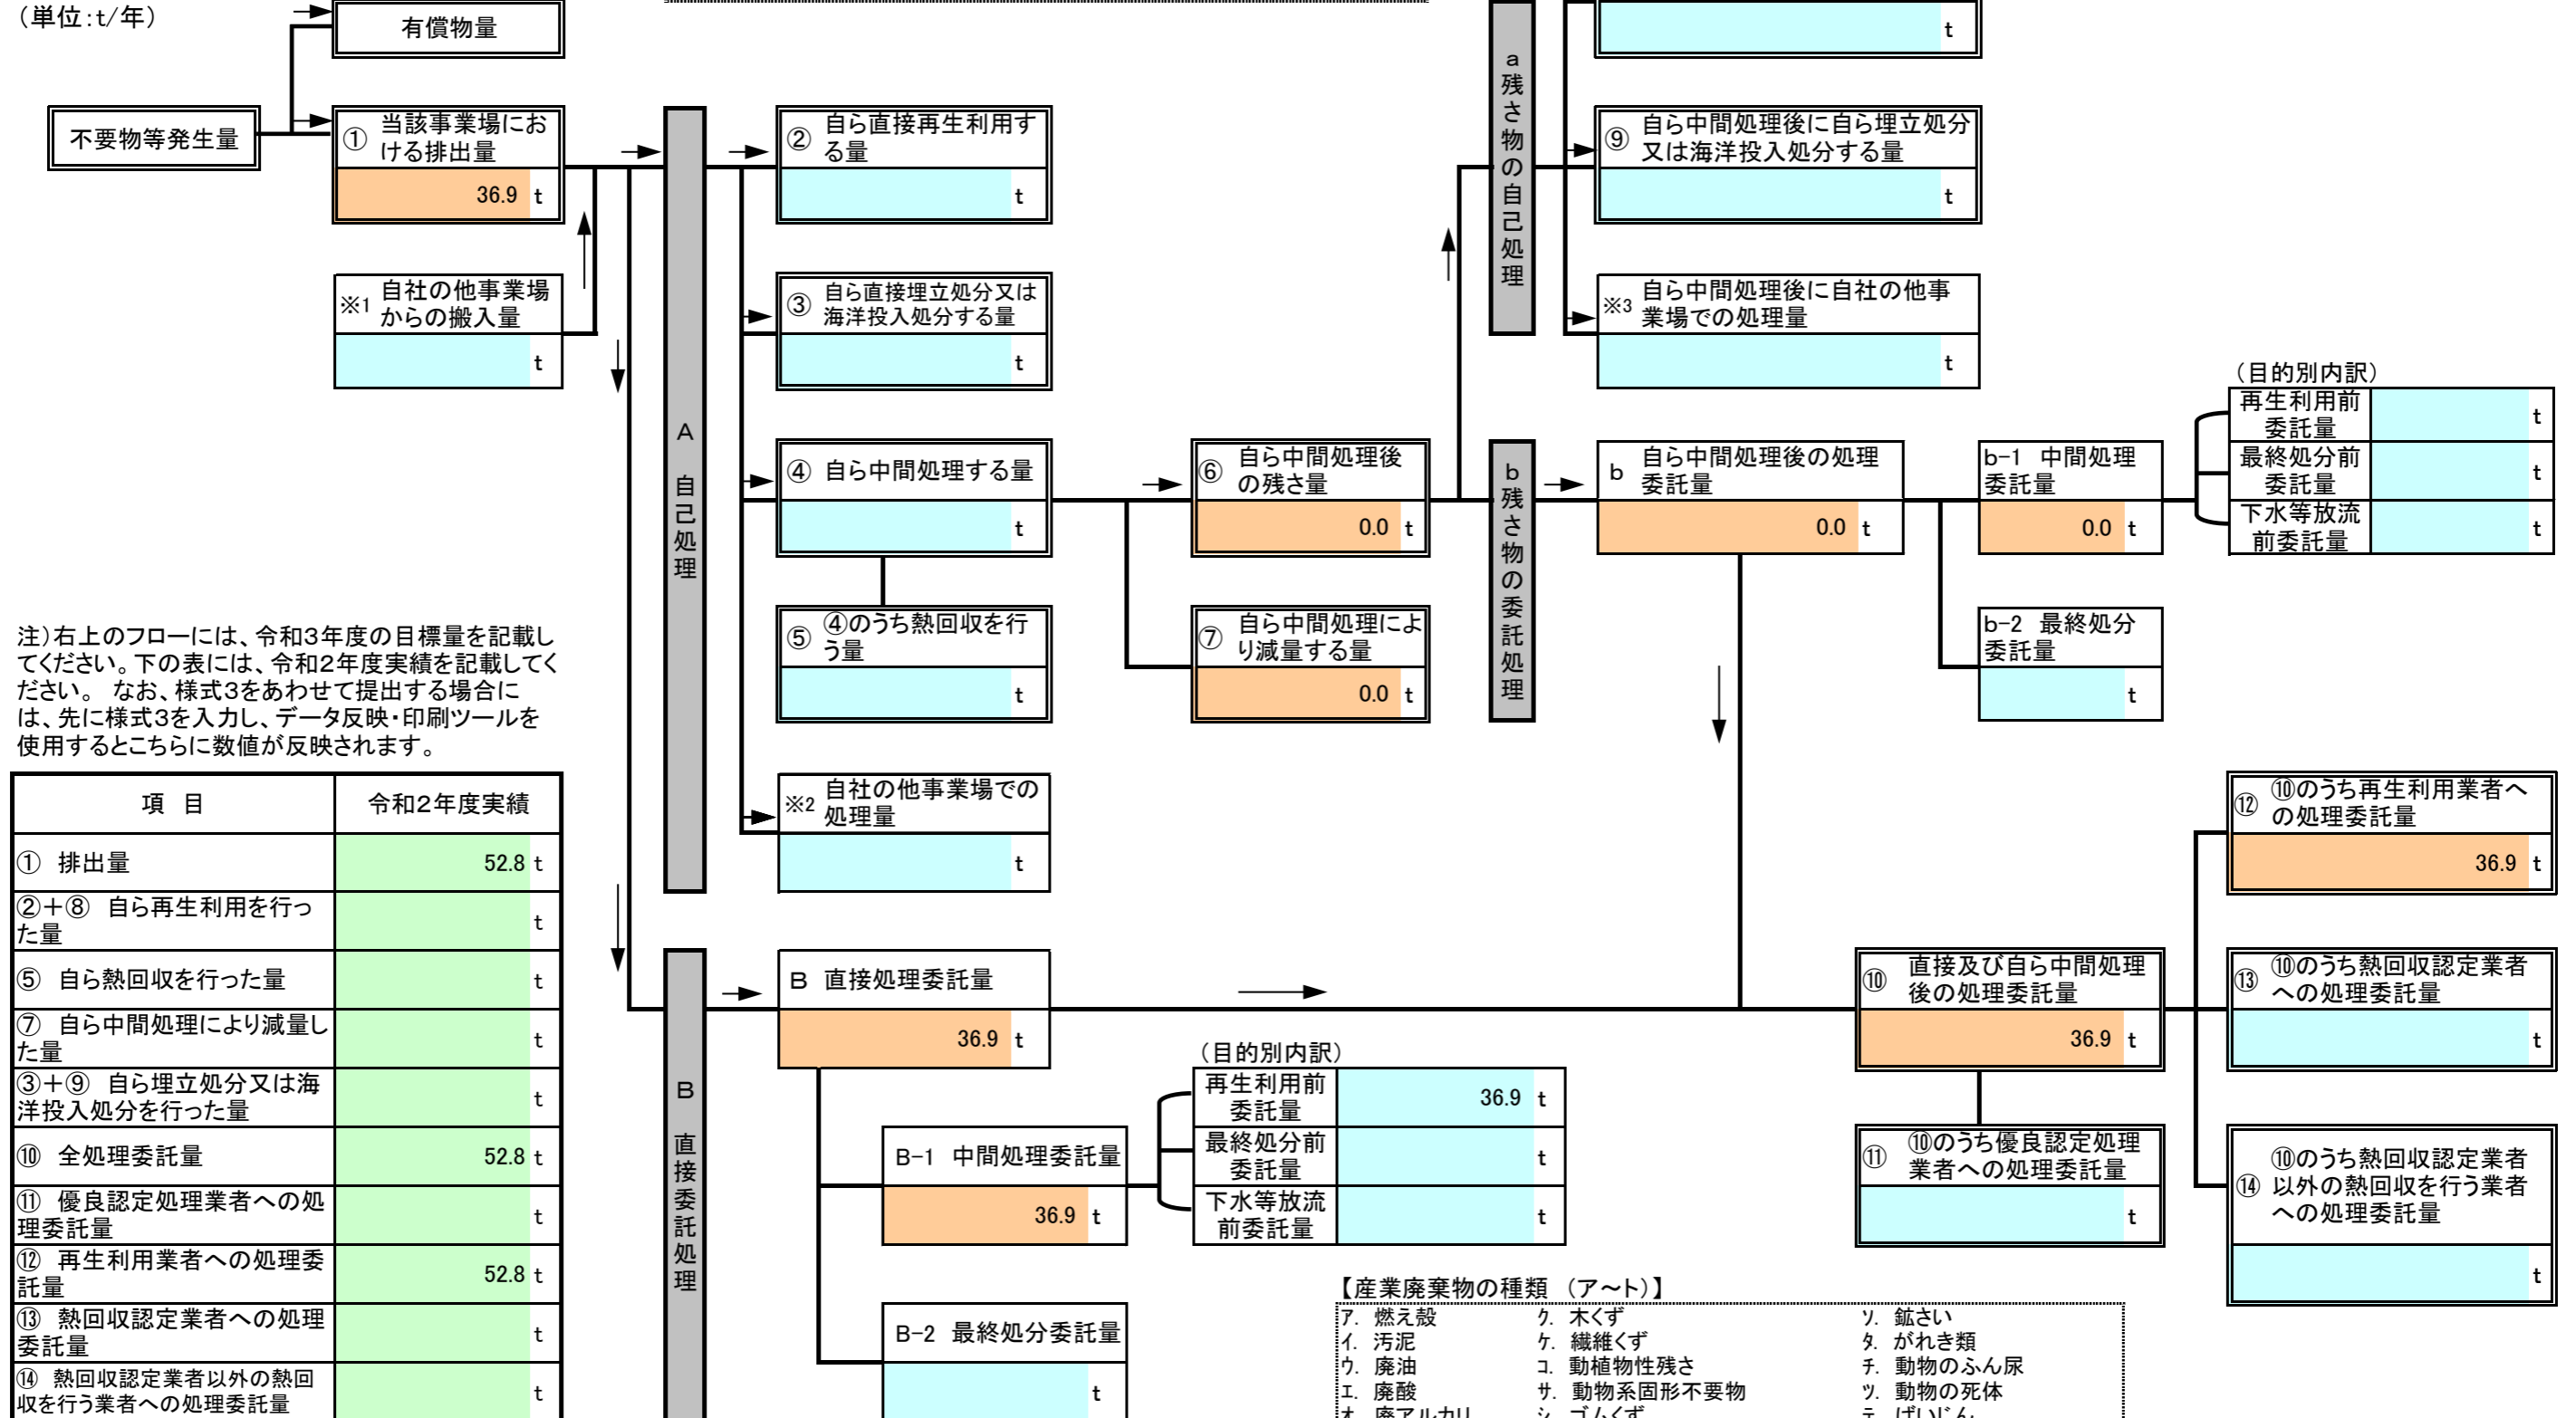 （単位：t/年）
有償物量
不要物等発生量
① 当該事業場にお
ける排出量
36.9 t
※1 自社の他事業場
からの搬入量
t
A 自己処理
② 自ら直接再生利用す
る量
t
③ 自ら直接埋立処分又は
海洋投入処分する量
t
④ 自ら中間処理する量
t
⑤ ④のうち熱回収を行
う量
t
※2 自社の他事業場での
処理量
t
⑥ 自ら中間処理後
の残さ量
0.0 t
⑦ 自ら中間処理によ
り減量する量
0.0 t
a 残さ物の自己処理
t
⑨ 自ら中間処理後に自ら埋立処分
又は海洋投入処分する量
t
※3 自ら中間処理後に自社の他事
業場での処理量
t
b 残さ物の委託処理
b 自ら中間処理後の処理
委託量
0.0 t
b-1 中間処理
委託量
0.0 t
b-2 最終処分
委託量
t
（目的別内訳）
再生利用前
委託量
t
最終処分前
委託量
t
下水等放流
前委託量
t
注）右上のフローには、令和3年度の目標量を記載し
てください。下の表には、令和2年度実績を記載してく
ださい。 なお、様式3をあわせて提出する場合に
は、先に様式3を入力し、データ反映・印刷ツールを
使用するとこちらに数値が反映されます。
項 目 令和2年度実績
① 排出量 52.8 t
②＋⑧ 自ら再生利用を行っ
た量
t
⑤ 自ら熱回収を行った量 t
⑦ 自ら中間処理により減量し
た量
t
③＋⑨ 自ら埋立処分又は海
洋投入処分を行った量
t
⑩ 全処理委託量 52.8 t
⑪ 優良認定処理業者への処
理委託量
t
⑫ 再生利用業者への処理委
託量
52.8 t
⑬ 熱回収認定業者への処理
委託量
t
⑭ 熱回収認定業者以外の熱回
収を行う業者への処理委託量
t
B 直接委託処理
B 直接処理委託量
36.9 t
B-1 中間処理委託量
36.9 t
B-2 最終処分委託量
t
（目的別内訳）
再生利用前
委託量
36.9 t
最終処分前
委託量
t
下水等放流
前委託量
t
⑩ 直接及び自ら中間処理
後の処理委託量
36.9 t
⑪ ⑩のうち優良認定処理
業者への処理委託量
t
⑫ ⑩のうち再生利用業者へ
の処理委託量
36.9 t
⑬ ⑩のうち熱回収認定業者
への処理委託量
t
⑭ ⑩のうち熱回収認定業者
以外の熱回収を行う業者
への処理委託量
t
【産業廃棄物の種類 （ア～ト）】
ｱ. 燃え殻 ｸ. 木くず ｿ. 鉱さい
ｲ. 汚泥 ｹ. 繊維くず ﾀ. がれき類
ｳ. 廃油 ｺ. 動植物性残さ ﾁ. 動物のふん尿
ｴ. 廃酸 ｻ. 動物系固形不要物 ﾂ. 動物の死体
ｵ. 廃アルカリ ｼ. ゴムくず ﾃ. ばいじん